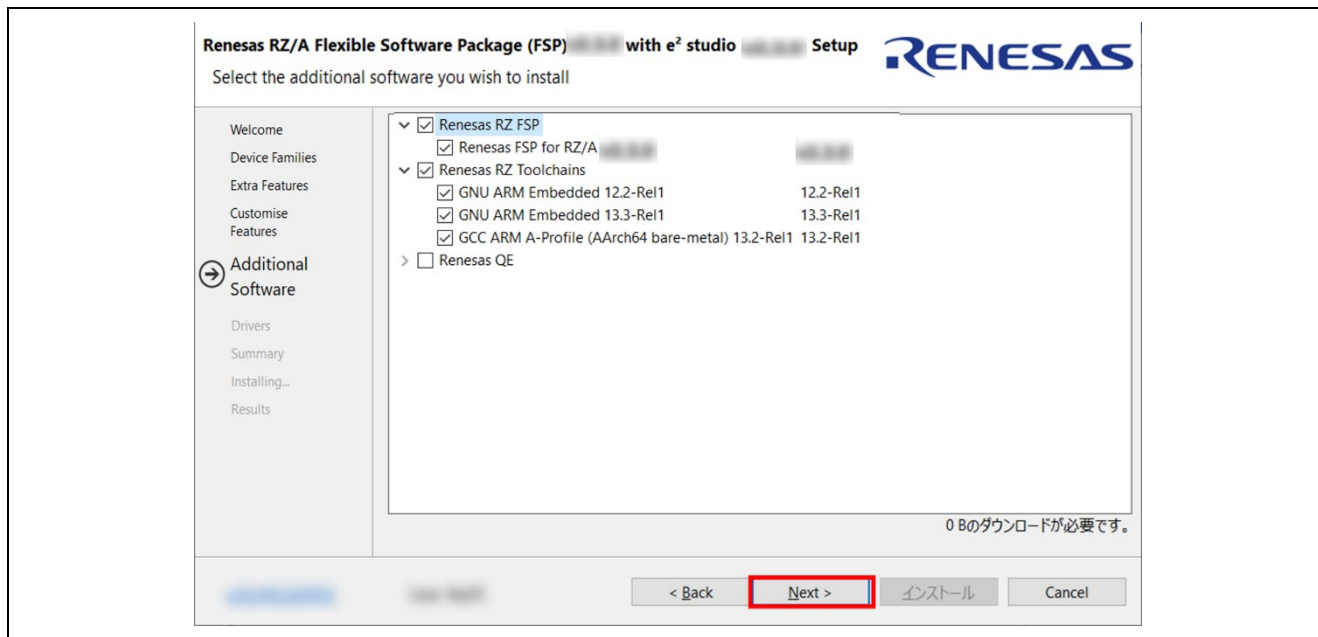 Renesas RZ/A Flexible Software Package (FSP) with e² studio Setup
RENESAS
Select the additional software you wish to install
Welcome
Device Families
Extra Features
Customise
Features
Additional
Software
Drivers
Summary
Installing...
Results
Renesas RZ FSP
Renesas FSP for RZ/A
Renesas RZ Toolchains
GNU ARM Embedded 12.2-Rel1 12.2-Rel1
GNU ARM Embedded 13.3-Rel1 13.3-Rel1
GCC ARM A-Profile (AArch64 bare-metal) 13.2-Rel1 13.2-Rel1
Renesas QE
0 Bのダウンロードが必要です。
< Back Next > インストール Cancel